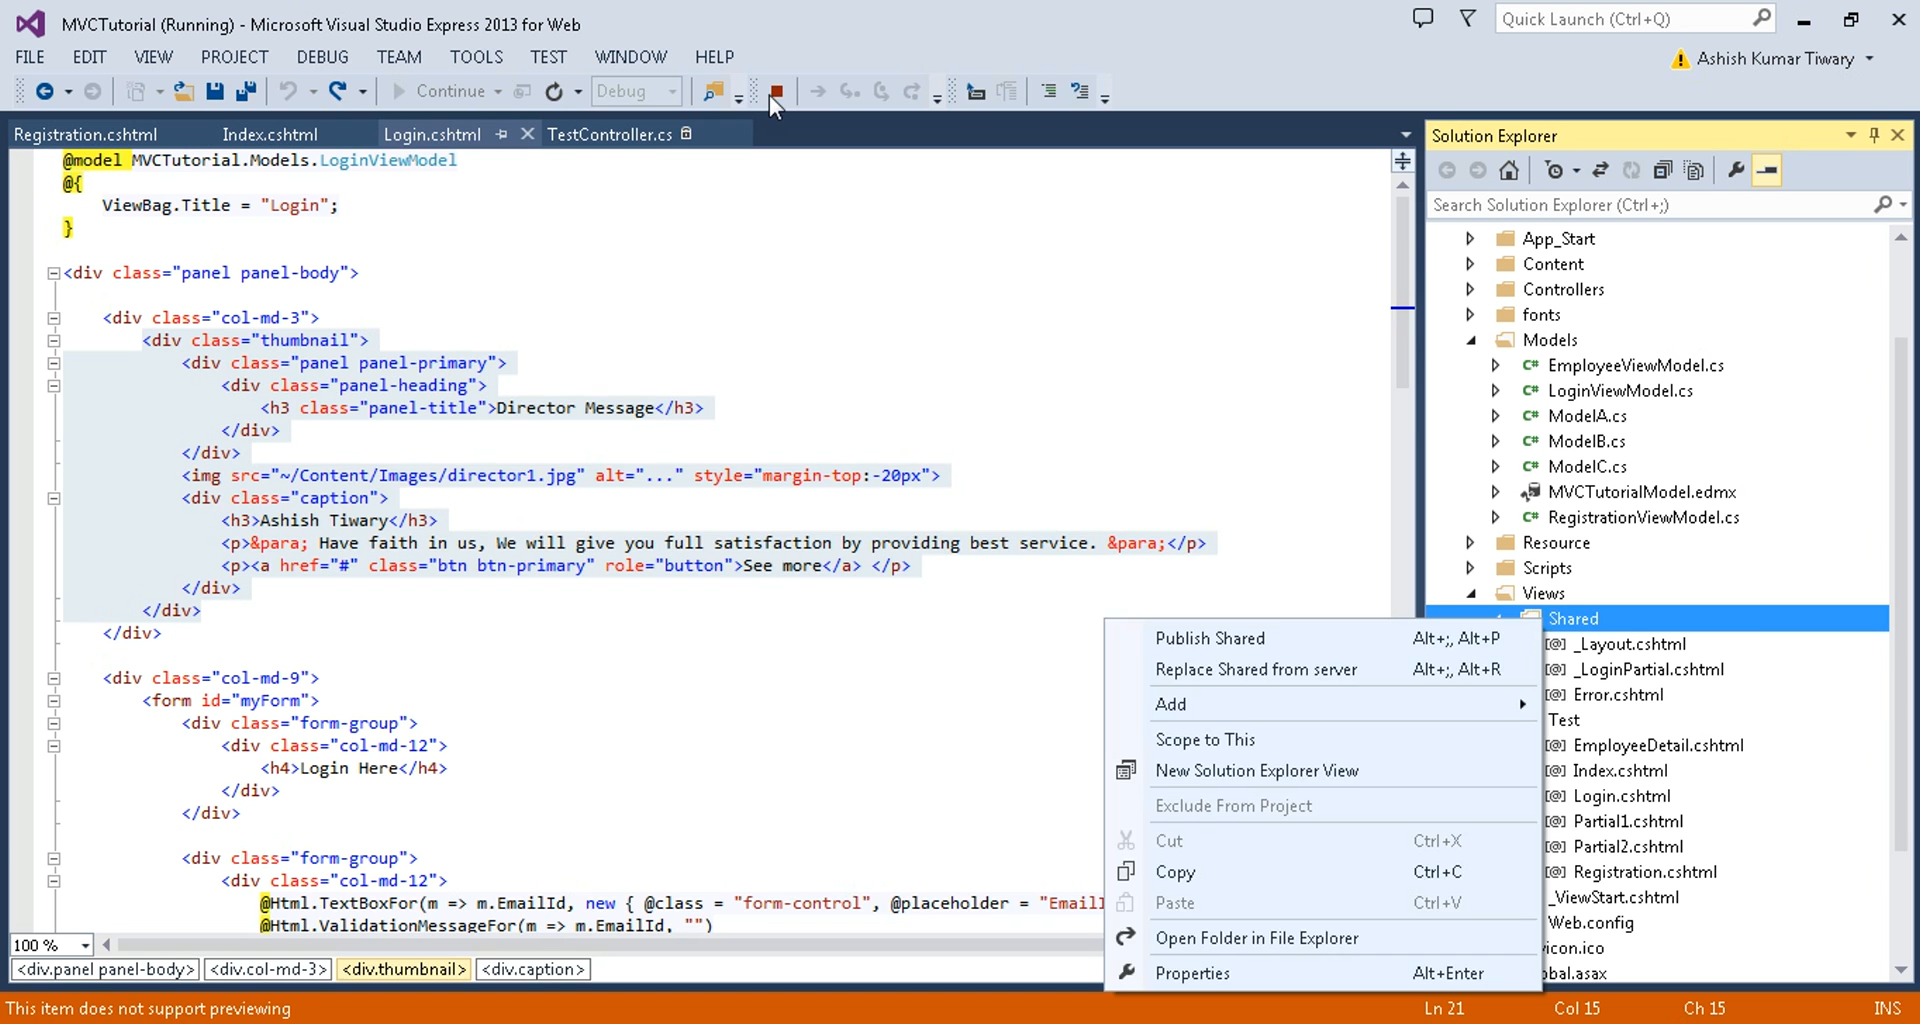 MVCTutorial (Running) - Microsoft Visual Studio Express 2013 for Web
Quick Launch (Ctrl+Q)
FILE EDIT VIEW PROJECT DEBUG TEAM TOOLS TEST WINDOW HELP
Ashish Kumar Tiwary
Continue Debug
Registration.cshtml Index.cshtml Login.cshtml TestController.cs
@model MVCTutorial.Models.LoginViewModel
@{
ViewBag.Title = "Login";
}
<div class="panel panel-body">
<div class="col-md-3">
<div class="thumbnail">
<div class="panel panel-primary">
<div class="panel-heading">
<h3 class="panel-title">Director Message</h3>
</div>
</div>
<img src="~/Content/Images/director1.jpg" alt="..." style="margin-top:-20px">
<div class="caption">
<h3>Ashish Tiwary</h3>
<p>&para; Have faith in us, We will give you full satisfaction by providing best service. &para;</p>
<p><a href="#" class="btn btn-primary" role="button">See more</a> </p>
</div>
</div>
</div>
<div class="col-md-9">
<form id="myForm">
<div class="form-group">
<div class="col-md-12">
<h4>Login Here</h4>
</div>
</div>
<div class="form-group">
<div class="col-md-12">
@Html.TextBoxFor(m => m.EmailId, new { @class = "form-control", @placeholder = "EmailI
@Html.ValidationMessageFor(m => m.EmailId, "")
100 %
<div.panel panel-body> <div.col-md-3> <div.thumbnail> <div.caption>
Solution Explorer
Search Solution Explorer (Ctrl+;)
App_Start
Content
Controllers
fonts
Models
C# EmployeeViewModel.cs
C# LoginViewModel.cs
C# ModelA.cs
C# ModelB.cs
C# ModelC.cs
MVCTutorialModel.edmx
C# RegistrationViewModel.cs
Resource
Scripts
Views
Shared
[@] _Layout.cshtml
[@] _LoginPartial.cshtml
[@] Error.cshtml
Test
[@] EmployeeDetail.cshtml
[@] Index.cshtml
[@] Login.cshtml
[@] Partial1.cshtml
[@] Partial2.cshtml
[@] Registration.cshtml
_ViewStart.cshtml
Web.config
icon.ico
bal.asax
Publish Shared Alt+;, Alt+P
Replace Shared from server Alt+;, Alt+R
Add
Scope to This
New Solution Explorer View
Exclude From Project
Cut Ctrl+X
Copy Ctrl+C
Paste Ctrl+V
Open Folder in File Explorer
Properties Alt+Enter
This item does not support previewing
Ln 21 Col 15 Ch 15 INS